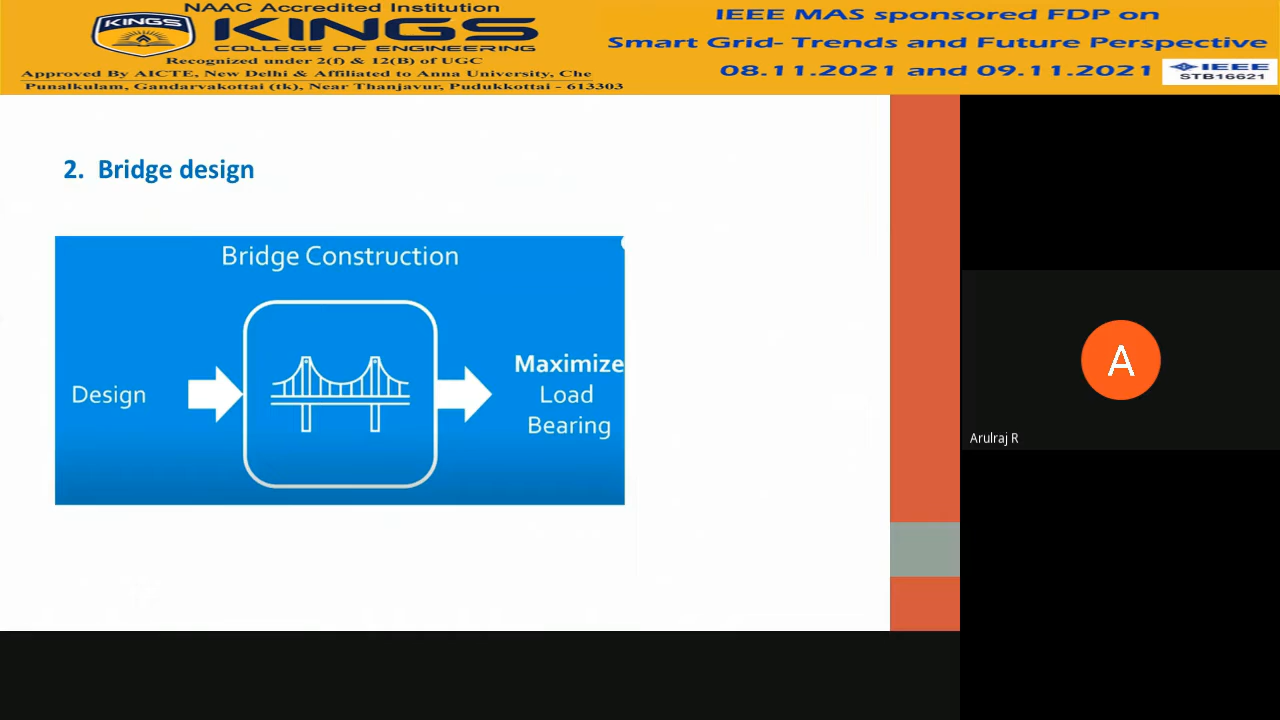 NAAC Accredited Institution
KINGS
KINGS
COLLEGE OF ENGINEERING
Recognized under 2(f) & 12(B) of UGC
Approved By AICTE, New Delhi & Affiliated to Anna University, Che
Punalkulam, Gandarvakottai (tk), Near Thanjavur, Pudukkottai - 613303
IEEE MAS sponsored FDP on
Smart Grid- Trends and Future Perspective
08.11.2021 and 09.11.2021
IEEE
STB16621
2. Bridge design
Bridge Construction
Design
Maximize
Load
Bearing
A
Arulraj R